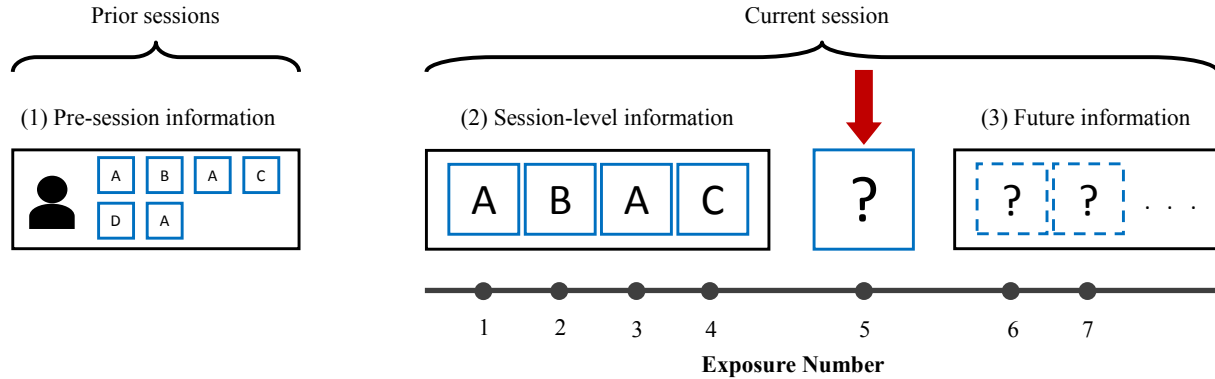 Prior sessions
Current session
(1) Pre-session information
(2) Session-level information
(3) Future information
A B A C
D A
A B A C
?
? ? . . .
1 2 3 4 5 6 7
Exposure Number